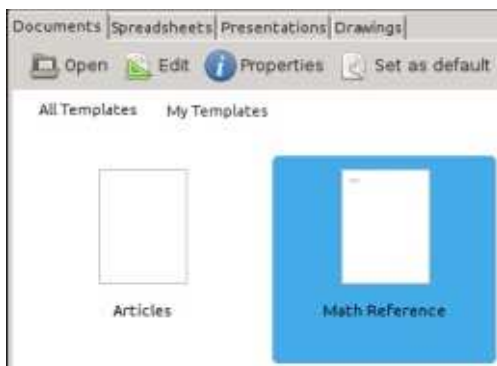 Documents Spreadsheets Presentations Drawings
Open Edit Properties Set as default
All Templates My Templates
Articles Math Reference